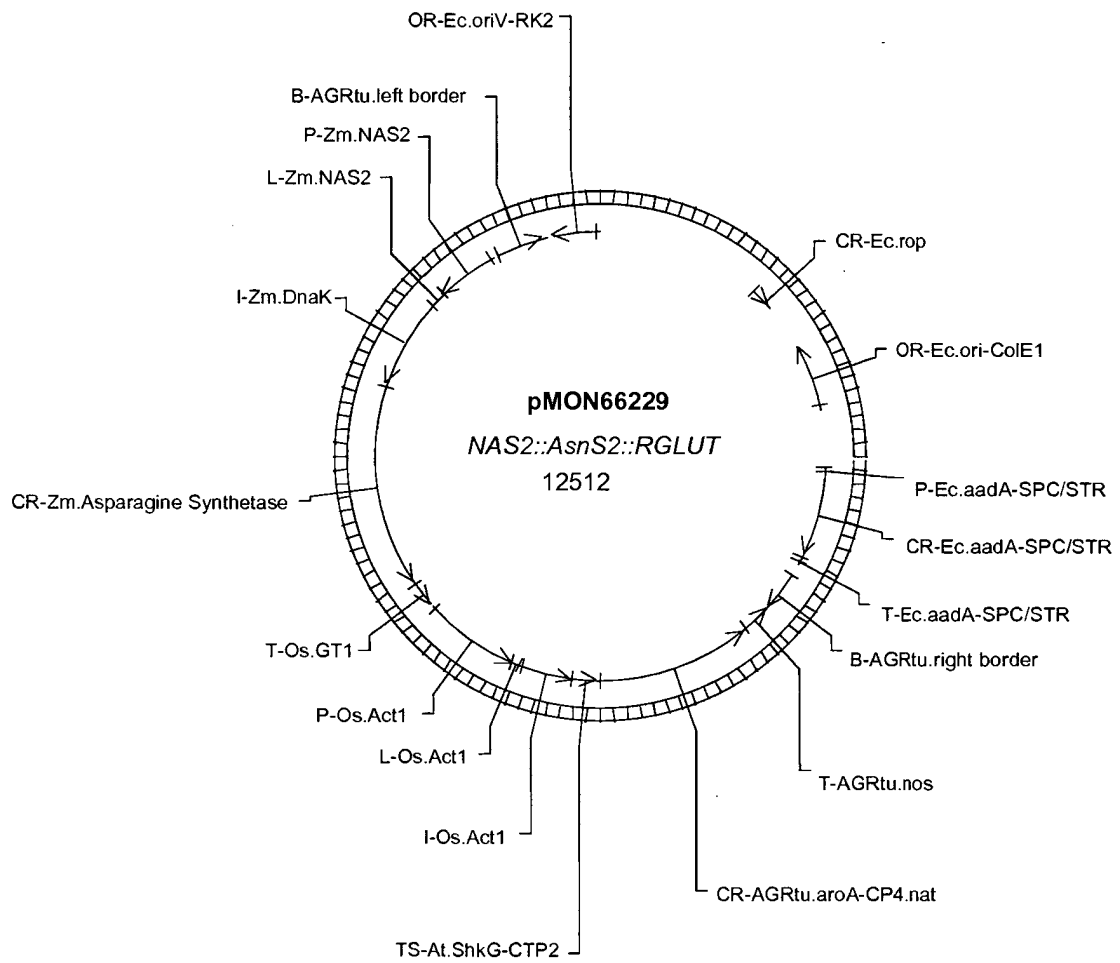 OR-Ec.oriV-RK2
B-AGRtu.left border
P-Zm.NAS2
L-Zm.NAS2
I-Zm.DnaK
CR-Ec.rop
OR-Ec.ori-ColE1
pMON66229
NAS2::AsnS2::RGLUT
12512
CR-Zm.Asparagine Synthetase
P-Ec.aadA-SPC/STR
CR-Ec.aadA-SPC/STR
T-Ec.aadA-SPC/STR
B-AGRtu.right border
T-Os.GT1
P-Os.Act1
L-Os.Act1
T-AGRtu.nos
I-Os.Act1
CR-AGRtu.aroA-CP4.nat
TS-At.ShkG-CTP2